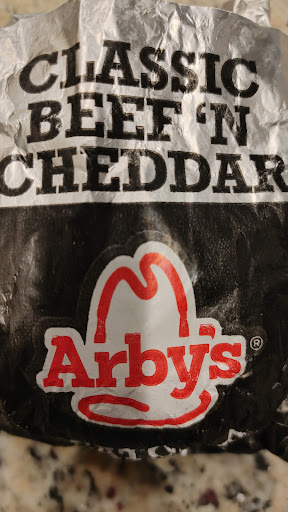 CLASSIC
BEEF 'N
CHEDDAR
Arby's®